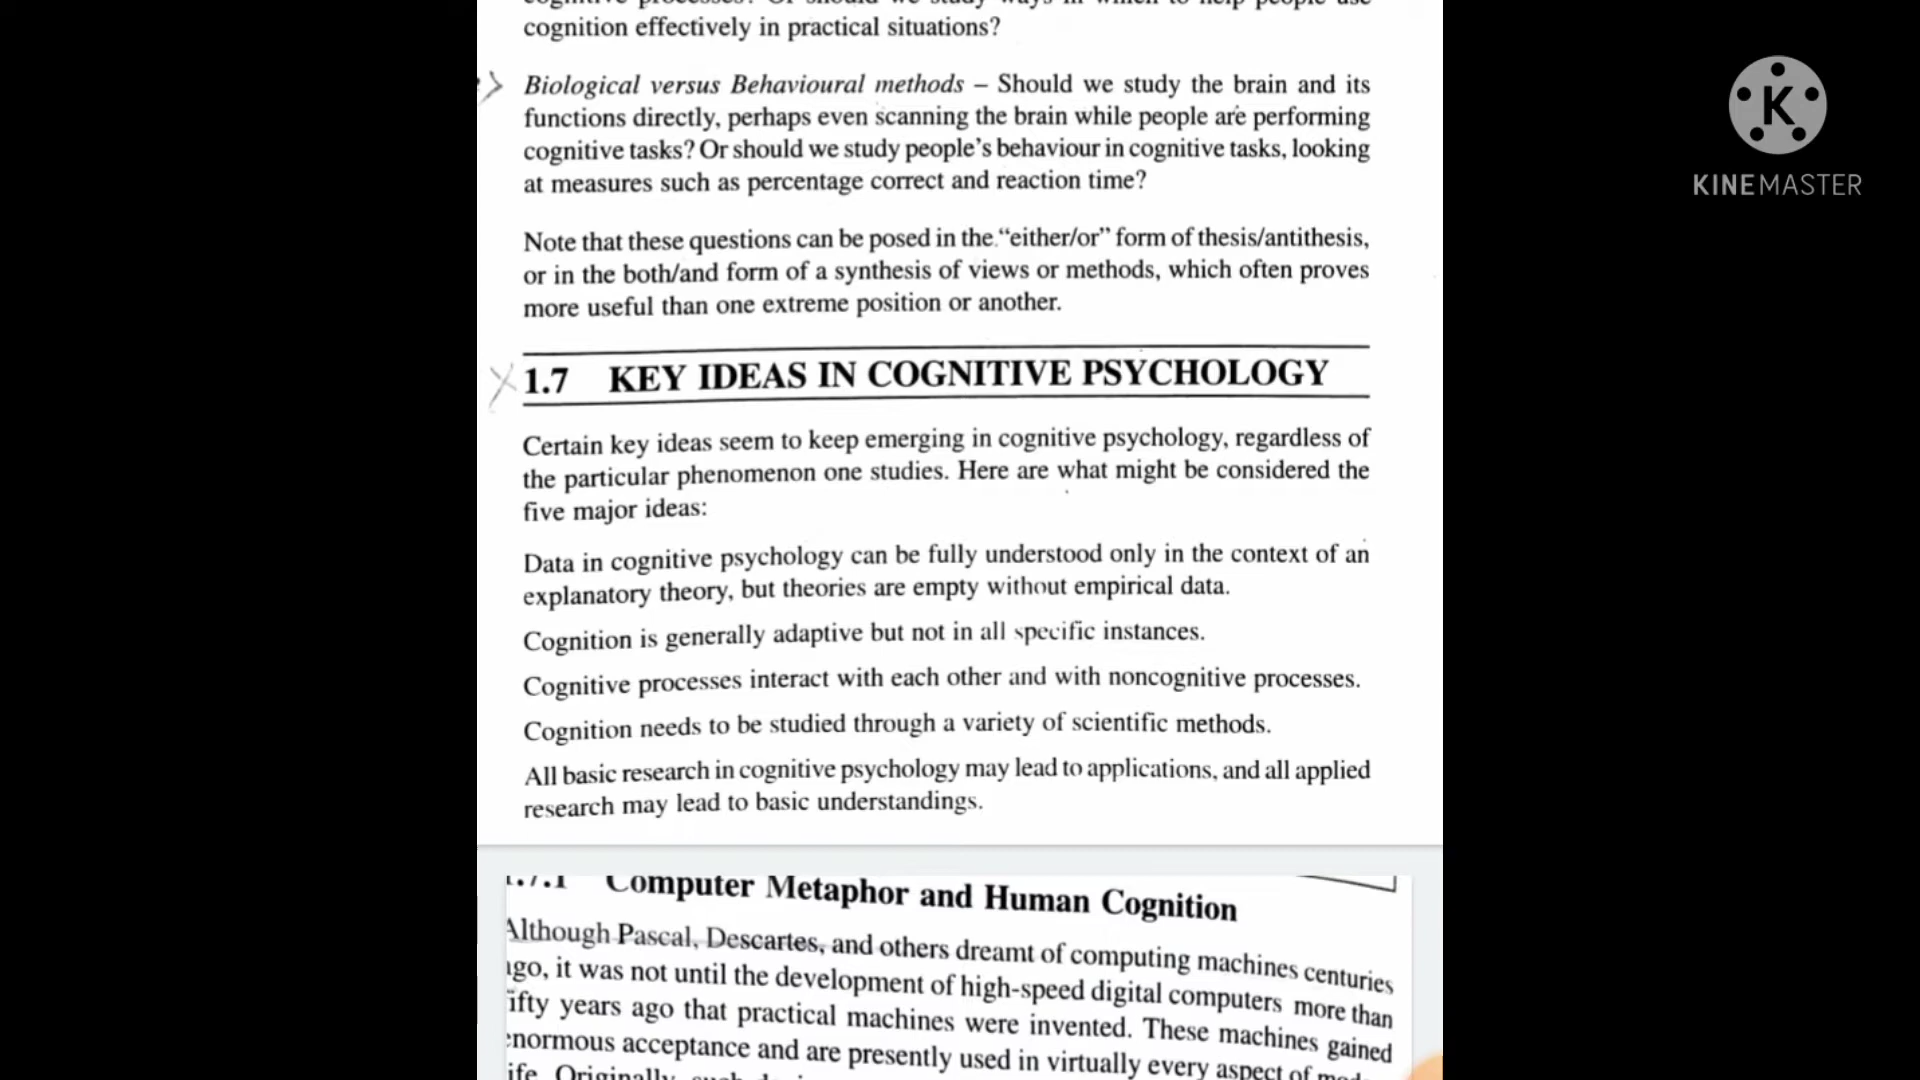 cognition effectively in practical situations?
Biological versus Behavioural methods – Should we study the brain and its
functions directly, perhaps even scanning the brain while people are performing
cognitive tasks? Or should we study people's behaviour in cognitive tasks, looking
at measures such as percentage correct and reaction time?
Note that these questions can be posed in the "either/or" form of thesis/antithesis,
or in the both/and form of a synthesis of views or methods, which often proves
more useful than one extreme position or another.
1.7 KEY IDEAS IN COGNITIVE PSYCHOLOGY
Certain key ideas seem to keep emerging in cognitive psychology, regardless of
the particular phenomenon one studies. Here are what might be considered the
five major ideas:
Data in cognitive psychology can be fully understood only in the context of an
explanatory theory, but theories are empty without empirical data.
Cognition is generally adaptive but not in all specific instances.
Cognitive processes interact with each other and with noncognitive processes.
Cognition needs to be studied through a variety of scientific methods.
All basic research in cognitive psychology may lead to applications, and all applied
research may lead to basic understandings.
1.7.1 Computer Metaphor and Human Cognition
Although Pascal, Descartes, and others dreamt of computing machines centuries
ago, it was not until the development of high-speed digital computers more than
fifty years ago that practical machines were invented. These machines gained
enormous acceptance and are presently used in virtually every aspect of
Originally,
K
KINEMASTER